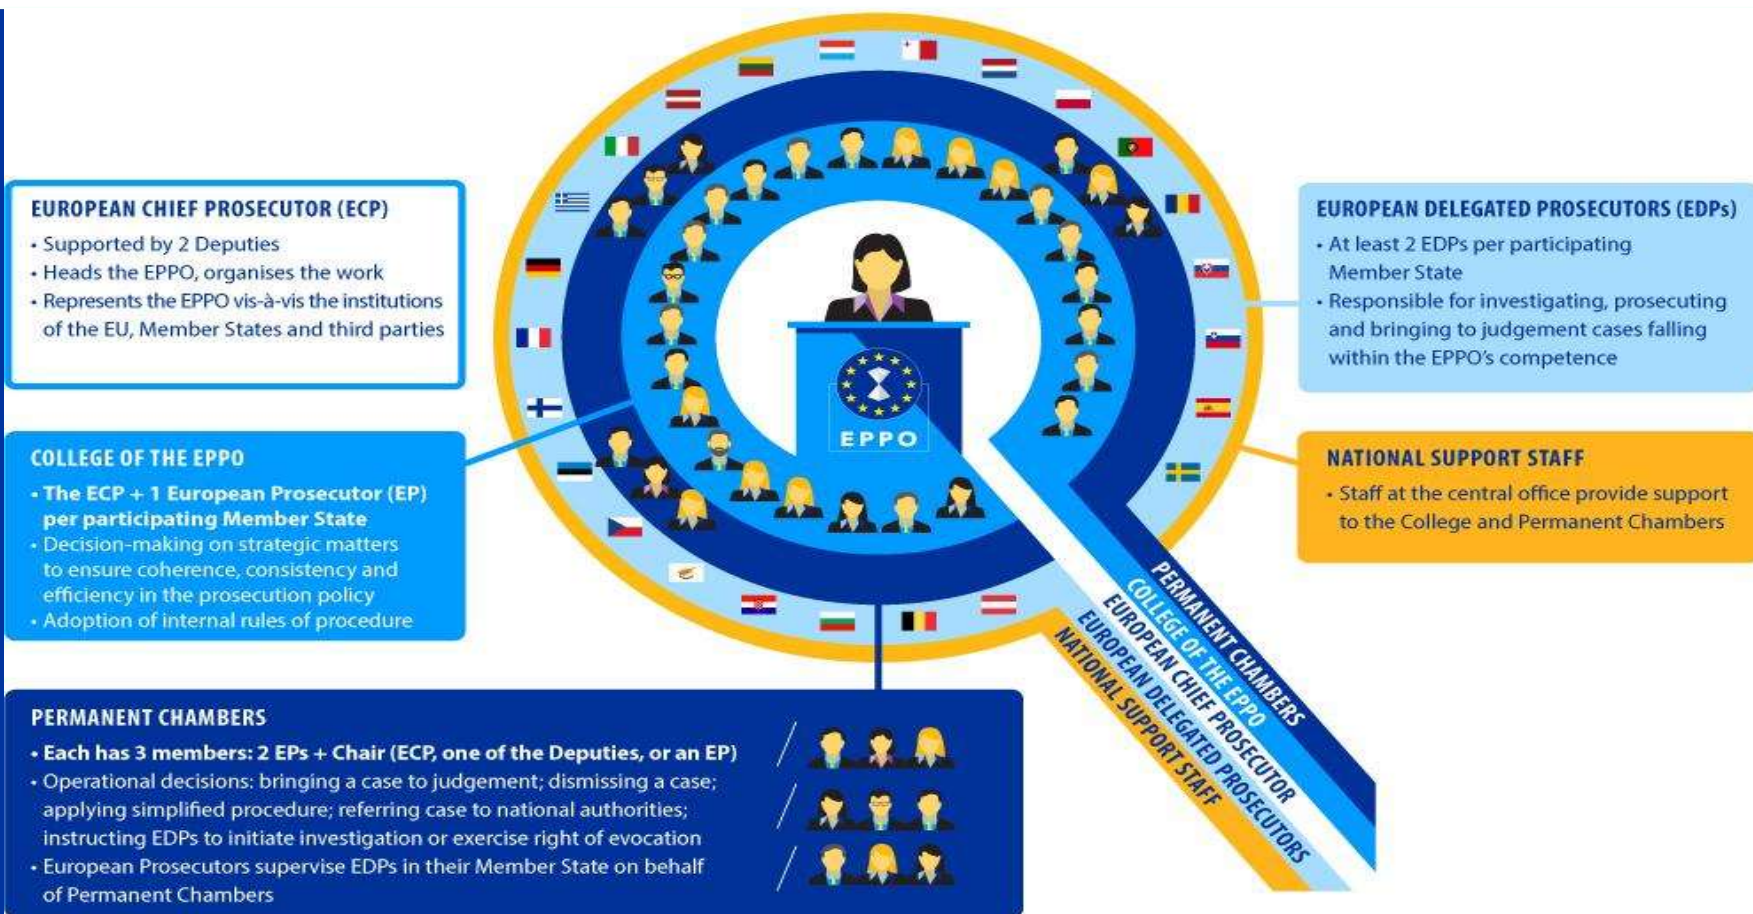 EUROPEAN CHIEF PROSECUTOR (ECP)
• Supported by 2 Deputies
• Heads the EPPO, organises the work
• Represents the EPPO vis-à-vis the institutions
of the EU, Member States and third parties
COLLEGE OF THE EPPO
• The ECP + 1 European Prosecutor (EP)
per participating Member State
• Decision-making on strategic matters
to ensure coherence, consistency and
efficiency in the prosecution policy
• Adoption of internal rules of procedure
PERMANENT CHAMBERS
• Each has 3 members: 2 EPs + Chair (ECP, one of the Deputies, or an EP)
• Operational decisions: bringing a case to judgement; dismissing a case;
applying simplified procedure; referring case to national authorities;
instructing EDPs to initiate investigation or exercise right of evocation
• European Prosecutors supervise EDPs in their Member State on behalf
of Permanent Chambers
EPPO
EUROPEAN DELEGATED PROSECUTORS (EDPs)
• At least 2 EDPs per participating
Member State
• Responsible for investigating, prosecuting
and bringing to judgement cases falling
within the EPPO's competence
NATIONAL SUPPORT STAFF
• Staff at the central office provide support
to the College and Permanent Chambers
PERMANENT CHAMBERS
COLLEGE OF THE EPPO
EUROPEAN CHIEF PROSECUTOR
EUROPEAN DELEGATED PROSECUTORS
NATIONAL SUPPORT STAFF